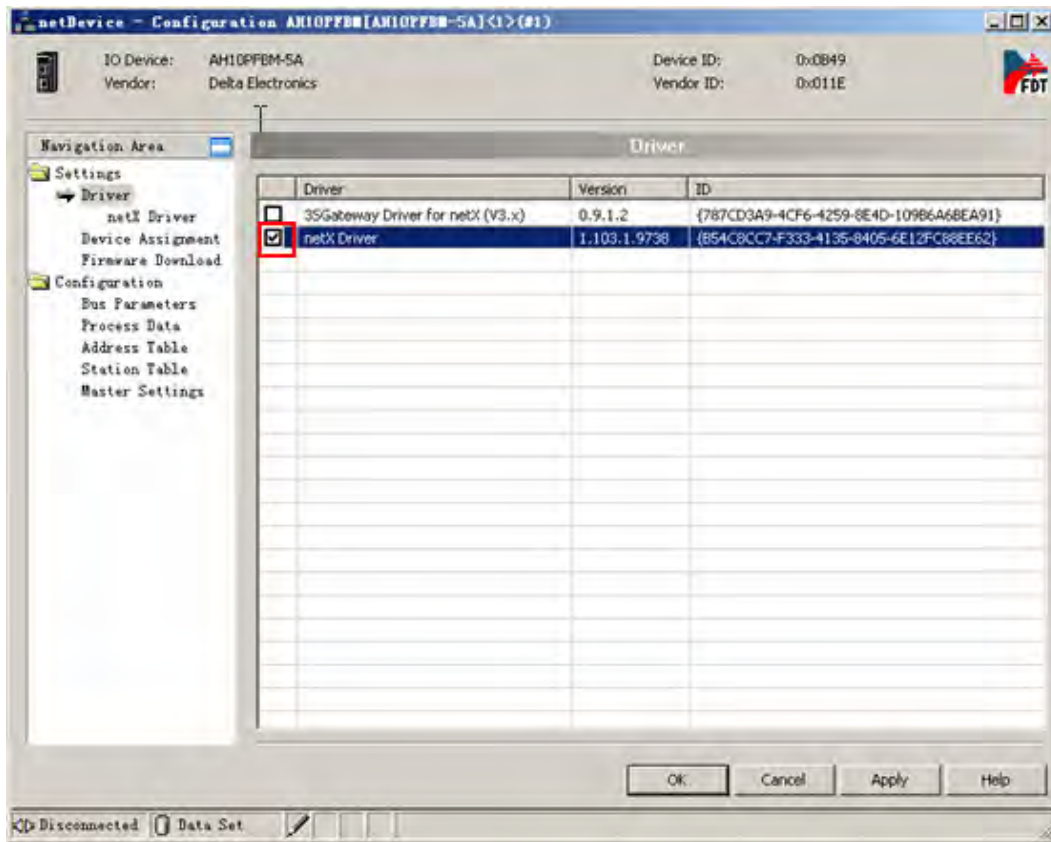 netDevice - Configuration AH10PFBM[AH10PFBM-5A]<1>(#1)
IO Device: AH10PFBM-5A Device ID: 0x0B49
Vendor: Delta Electronics Vendor ID: 0x011E
FDT
Navigation Area
Driver
Settings
Driver
netX Driver
Device Assignment
Firmware Download
Configuration
Bus Parameters
Process Data
Address Table
Station Table
Master Settings
Driver Version ID
3SGateway Driver for netX (V3.x) 0.9.1.2 {787CD3A9-4CF6-4259-8E4D-109B6A6BEA91}
netX Driver 1.103.1.9738 {B54C8CC7-F333-4135-8405-6E12FC88EE62}
OK Cancel Apply Help
Disconnected Data Set